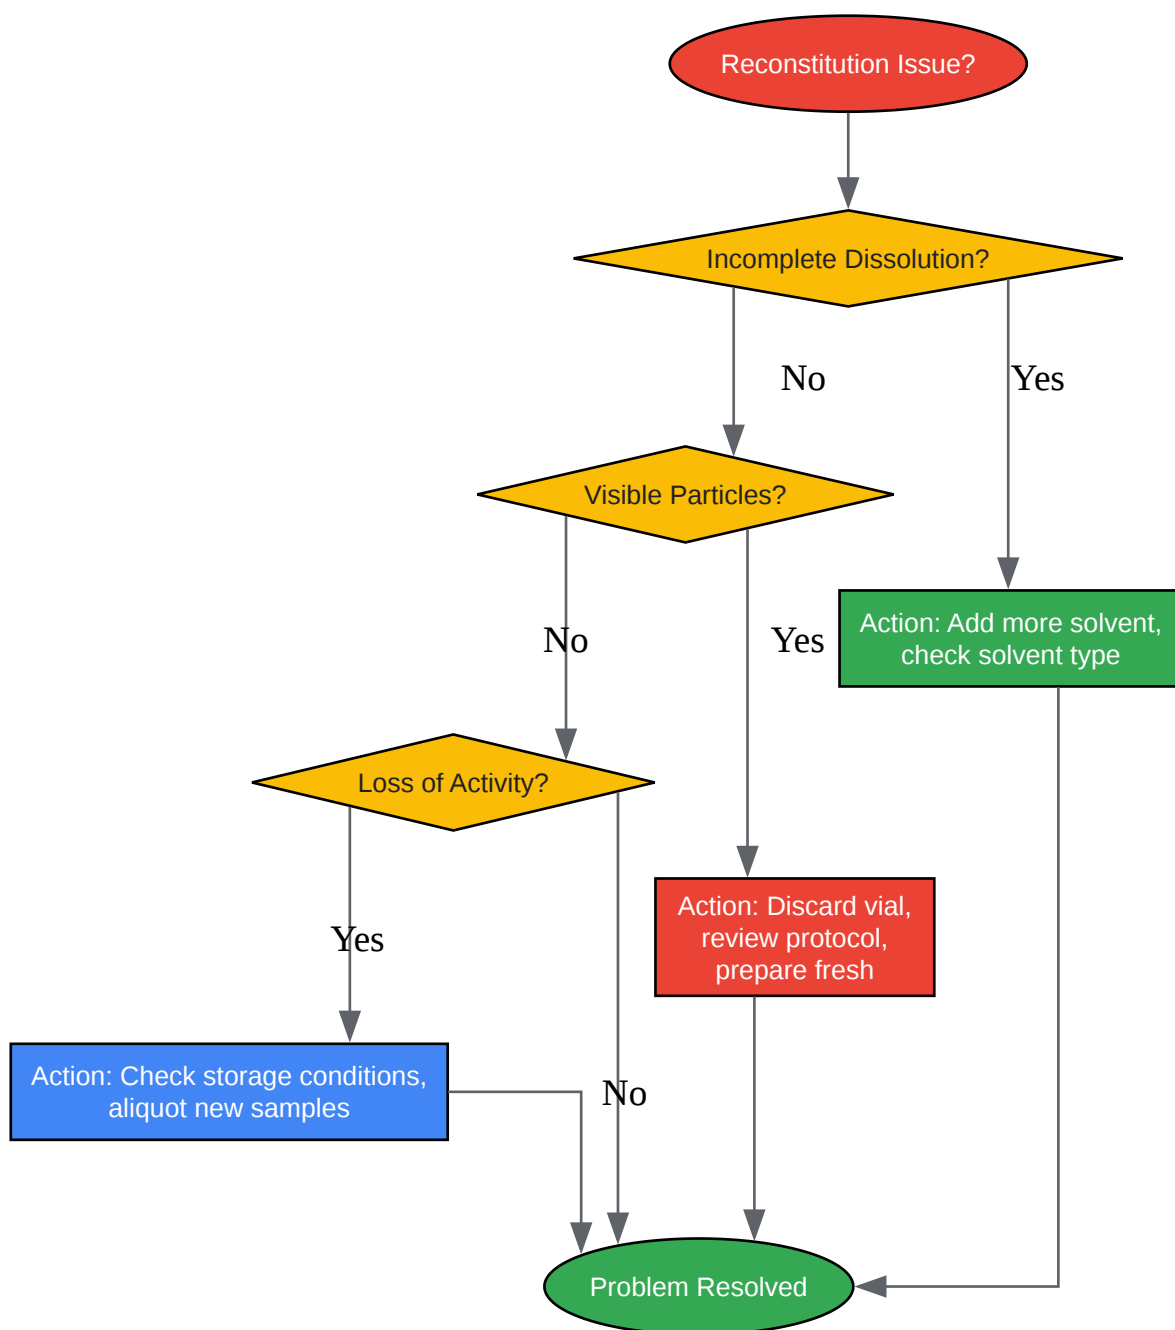 Reconstitution Issue?
Incomplete Dissolution?
No
Yes
Visible Particles?
Action: Add more solvent,
check solvent type
No
Yes
Loss of Activity?
Action: Discard vial,
review protocol,
prepare fresh
Yes
Action: Check storage conditions,
aliquot new samples
No
Problem Resolved